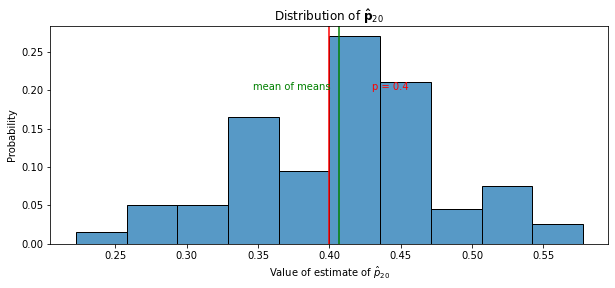 Distribution of p̂₂₀
Probability
0.25
0.20
0.15
0.10
0.05
0.00
mean of means
p = 0.4
0.25 0.30 0.35 0.40 0.45 0.50 0.55
Value of estimate of p̂₂₀